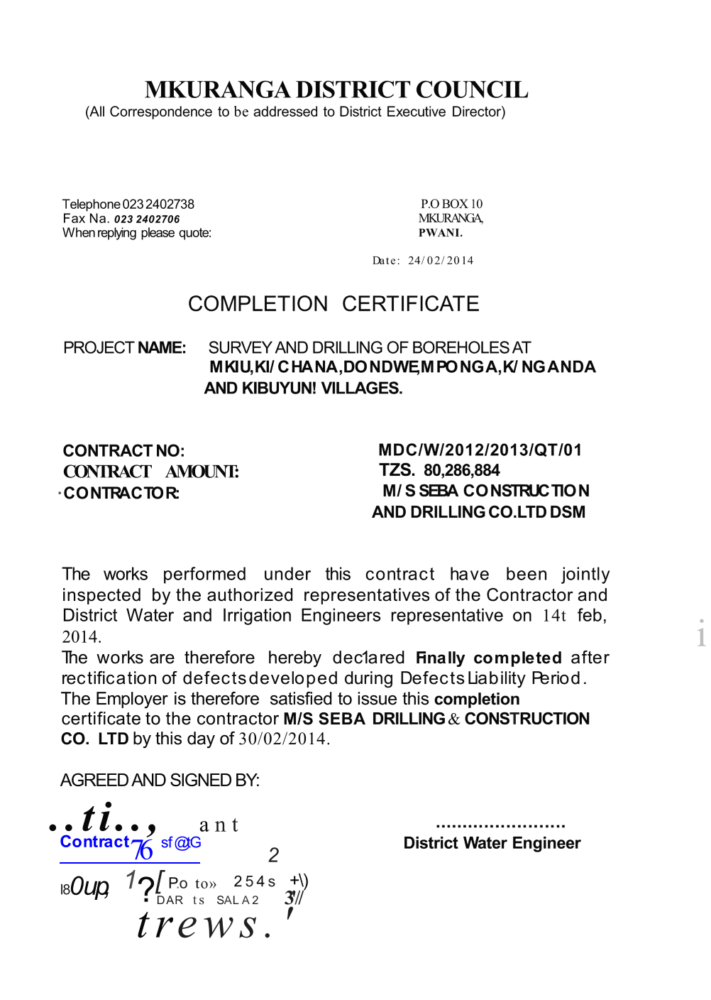 MKURANGA DISTRICT COUNCIL
(All Correspondence to be addressed to District Executive Director)
Telephone 023 2402738
Fax Na. 023 2402706
When replying please quote:
P.O BOX 10
MKURANGA,
PWANI.
Date: 24/02/2014
COMPLETION CERTIFICATE
PROJECT NAME: SURVEY AND DRILLING OF BOREHOLES AT
MKIU,KI/CHANA,DONDWE,MPONGA,K/NGANDA
AND KIBUYUN! VILLAGES.
CONTRACT NO: MDC/W/2012/2013/QT/01
CONTRACT AMOUNT: TZS. 80,286,884
·CONTRACTOR: M/S SEBA CONSTRUCTION
AND DRILLING CO.LTD DSM
The works performed under this contract have been jointly
inspected by the authorized representatives of the Contractor and
District Water and Irrigation Engineers representative on 14t feb,
2014.
i
The works are therefore hereby dec1ared Finally completed after
rectification of defects developed during Defects Liability Period.
The Employer is therefore satisfied to issue this completion
certificate to the contractor M/S SEBA DRILLING & CONSTRUCTION
CO. LTD by this day of 30/02/2014.
AGREED AND SIGNED BY:
..ti.., ant ........................
Contract76 sf@tG District Water Engineer
2
I80up, 1?[ P.o to» 254s +\)
DAR ts SALA2 3'//
trews.'